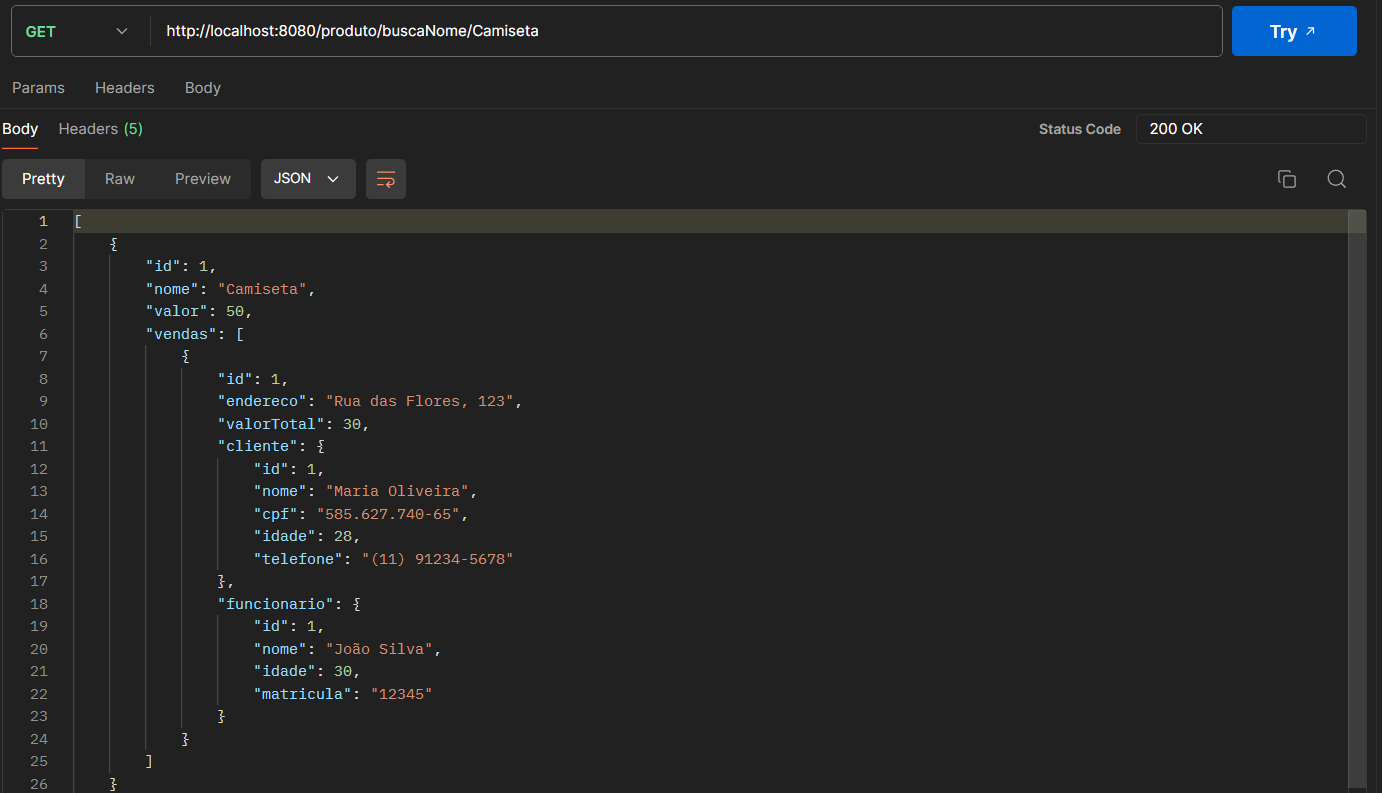 GET http://localhost:8080/produto/buscaNome/Camiseta Try ↗
Params Headers Body
Body Headers (5) Status Code 200 OK
Pretty Raw Preview JSON
1 [
2 {
3 "id": 1,
4 "nome": "Camiseta",
5 "valor": 50,
6 "vendas": [
7 {
8 "id": 1,
9 "endereco": "Rua das Flores, 123",
10 "valorTotal": 30,
11 "cliente": {
12 "id": 1,
13 "nome": "Maria Oliveira",
14 "cpf": "585.627.740-65",
15 "idade": 28,
16 "telefone": "(11) 91234-5678"
17 },
18 "funcionario": {
19 "id": 1,
20 "nome": "João Silva",
21 "idade": 30,
22 "matricula": "12345"
23 }
24 }
25 ]
26 }